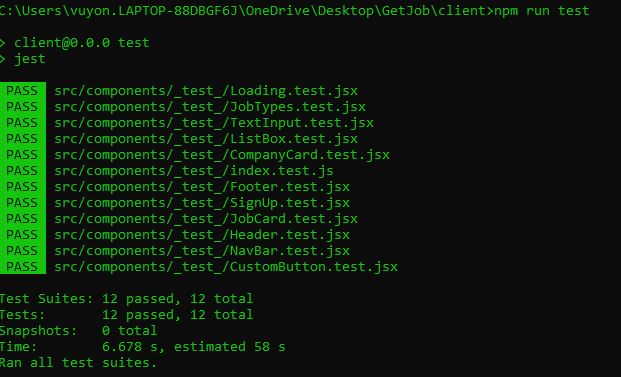 C:\Users\vuyon.LAPTOP-88DBGF6J\OneDrive\Desktop\GetJob\client>npm run test
> client@0.0.0 test
> jest
PASS src/components/_test_/Loading.test.jsx
PASS src/components/_test_/JobTypes.test.jsx
PASS src/components/_test_/TextInput.test.jsx
PASS src/components/_test_/ListBox.test.jsx
PASS src/components/_test_/CompanyCard.test.jsx
PASS src/components/_test_/index.test.js
PASS src/components/_test_/Footer.test.jsx
PASS src/components/_test_/SignUp.test.jsx
PASS src/components/_test_/JobCard.test.jsx
PASS src/components/_test_/Header.test.jsx
PASS src/components/_test_/NavBar.test.jsx
PASS src/components/_test_/CustomButton.test.jsx
Test Suites: 12 passed, 12 total
Tests: 12 passed, 12 total
Snapshots: 0 total
Time: 6.678 s, estimated 58 s
Ran all test suites.